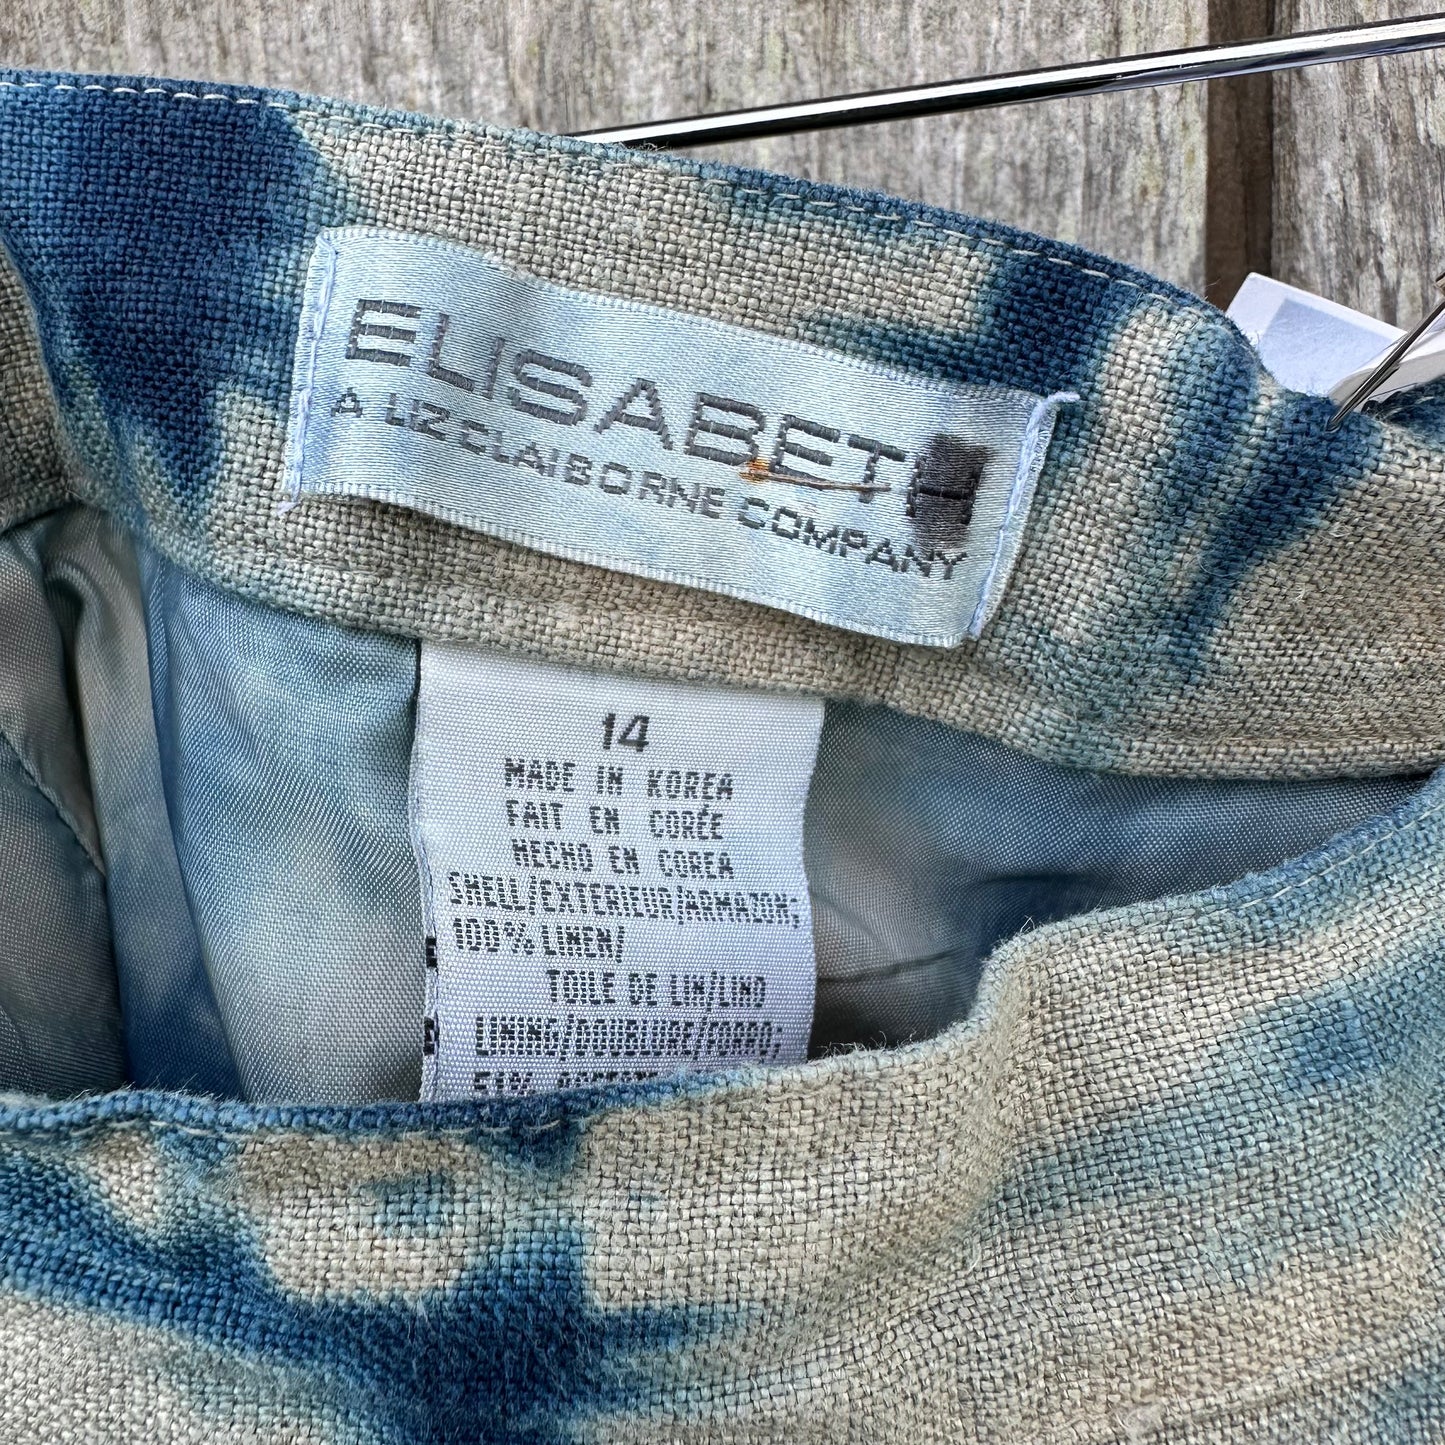 ELISABETH
A LIZ CLAIBORNE COMPANY
14
MADE IN KOREA
FAIT EN CORÉE
HECHO EN COREA
SHELL/EXTERIEUR/ARMAZON;
100% LINEN/
TOILE DE LIN/LINO
LINING/DOUBLURE/FORRO;
51%